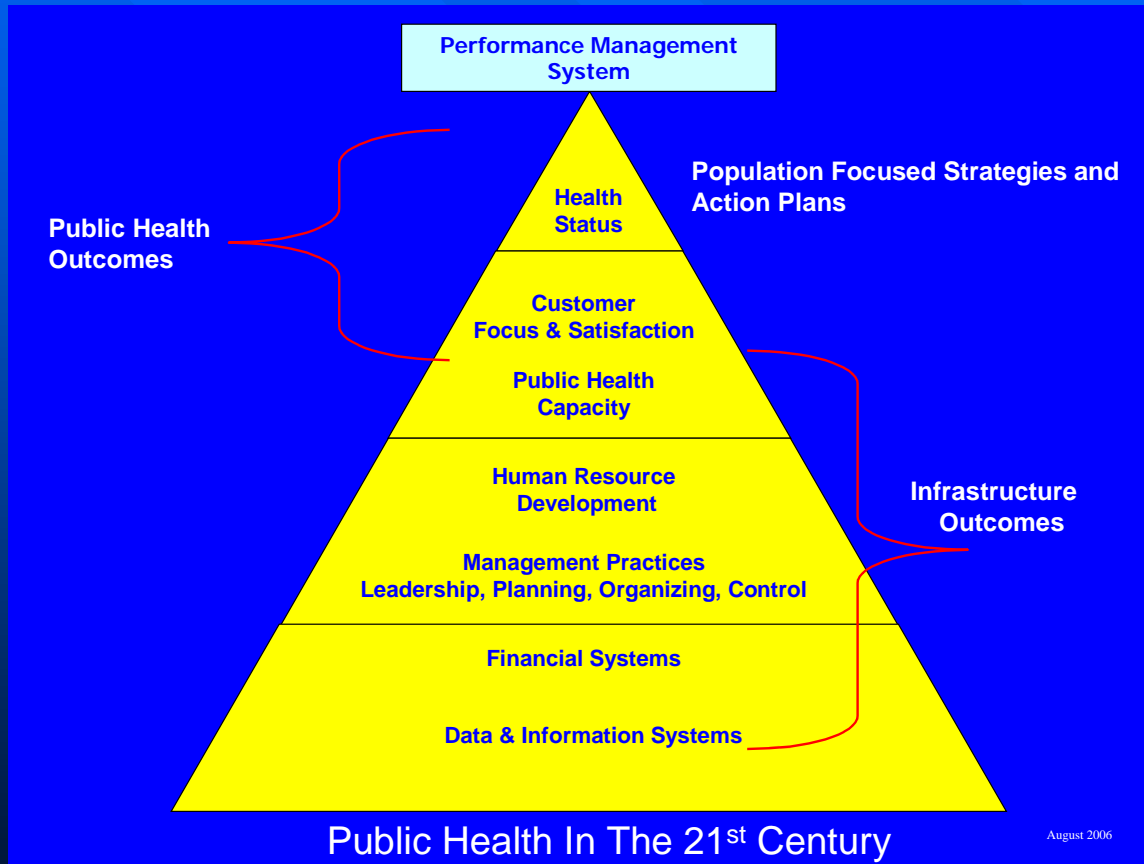 Performance Management
System
Population Focused Strategies and
Action Plans
Health
Status
Public Health
Outcomes
Customer
Focus & Satisfaction
Public Health
Capacity
Human Resource
Development
Infrastructure
Outcomes
Management Practices
Leadership, Planning, Organizing, Control
Financial Systems
Data & Information Systems
Public Health In The 21st Century
August 2006